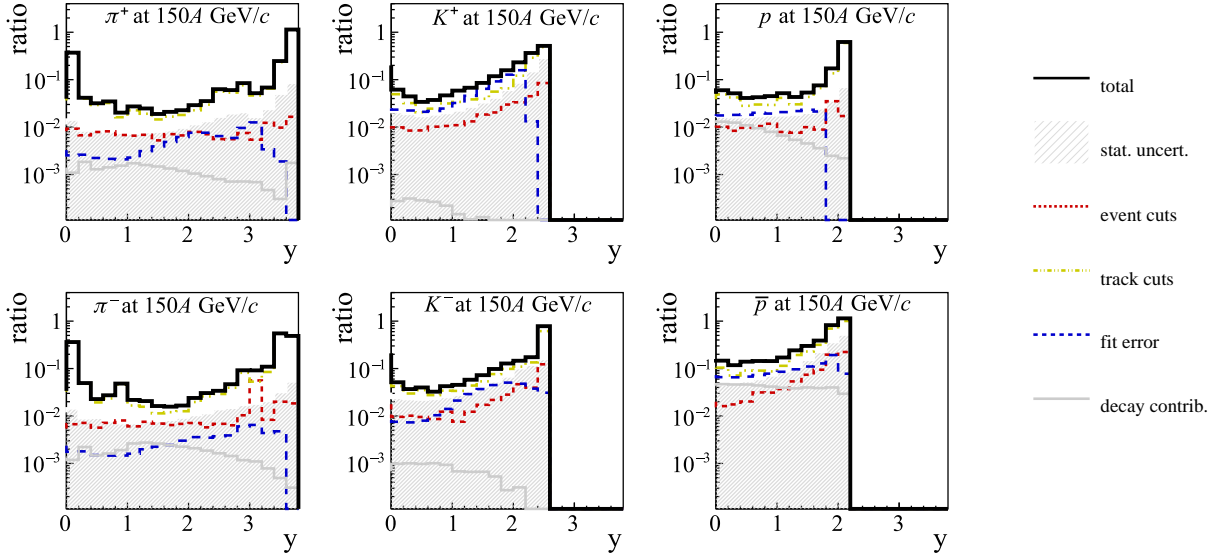 ratio
π⁺ at 150A GeV/c
1
10⁻¹
10⁻²
10⁻³
0 1 2 3
y
ratio
K⁺ at 150A GeV/c
1
10⁻¹
10⁻²
10⁻³
0 1 2 3
y
ratio
p at 150A GeV/c
1
10⁻¹
10⁻²
10⁻³
0 1 2 3
y
ratio
π⁻ at 150A GeV/c
1
10⁻¹
10⁻²
10⁻³
0 1 2 3
y
ratio
K⁻ at 150A GeV/c
1
10⁻¹
10⁻²
10⁻³
0 1 2 3
y
ratio
p̅ at 150A GeV/c
1
10⁻¹
10⁻²
10⁻³
0 1 2 3
y
total
stat. uncert.
event cuts
track cuts
fit error
decay contrib.